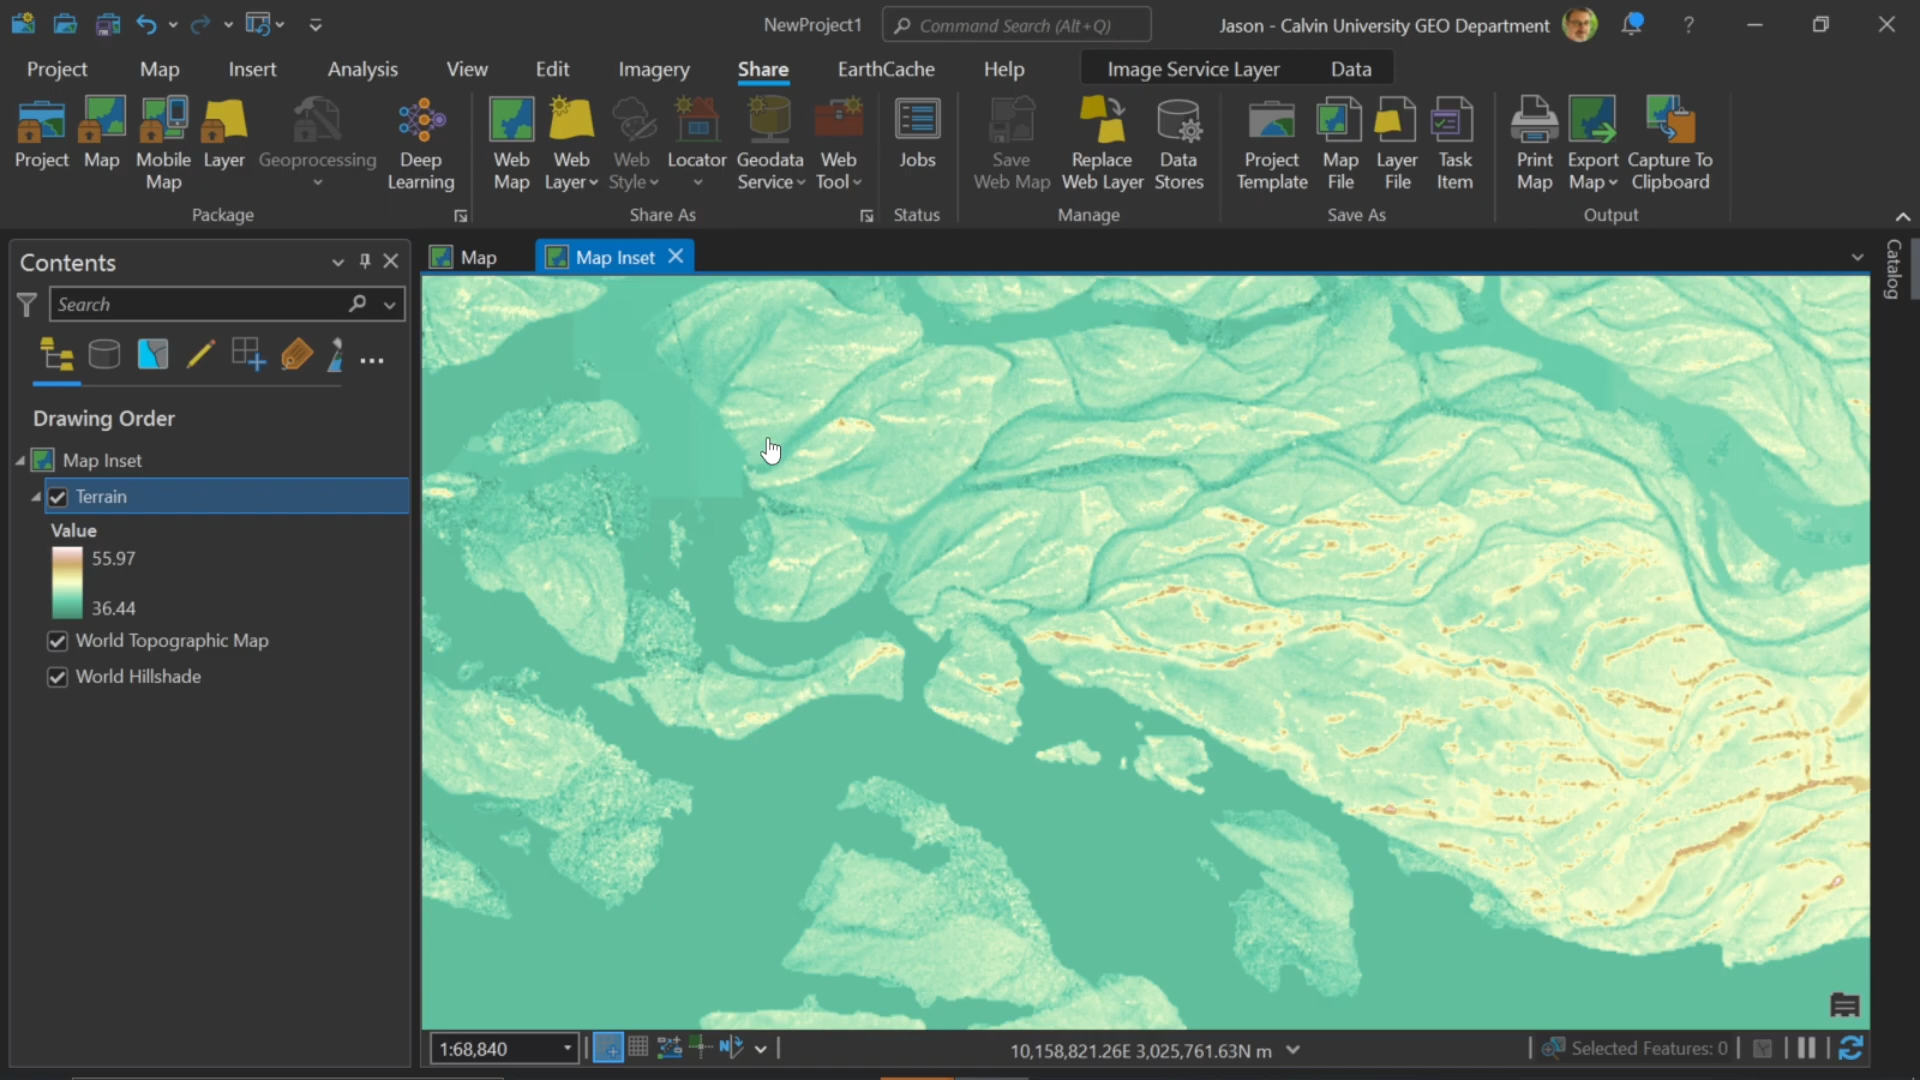 NewProject1
Command Search (Alt+Q)
Jason - Calvin University GEO Department
?
Project Map Insert Analysis View Edit Imagery Share EarthCache Help Image Service Layer Data
Project
Map
Mobile
Map
Layer
Geoprocessing
Deep
Learning
Package
Web
Map
Web
Layer
Web
Style
Locator
Geodata
Service
Web
Tool
Share As
Jobs
Status
Save
Web Map
Replace
Web Layer
Data
Stores
Manage
Project
Template
Map
File
Layer
File
Task
Item
Save As
Print
Map
Export
Map
Capture To
Clipboard
Output
Contents
Search
Drawing Order
Map Inset
Terrain
Value
55.97
36.44
World Topographic Map
World Hillshade
Map
Map Inset
Catalog
1:68,840
N
10,158,821.26E 3,025,761.63N m
Selected Features: 0